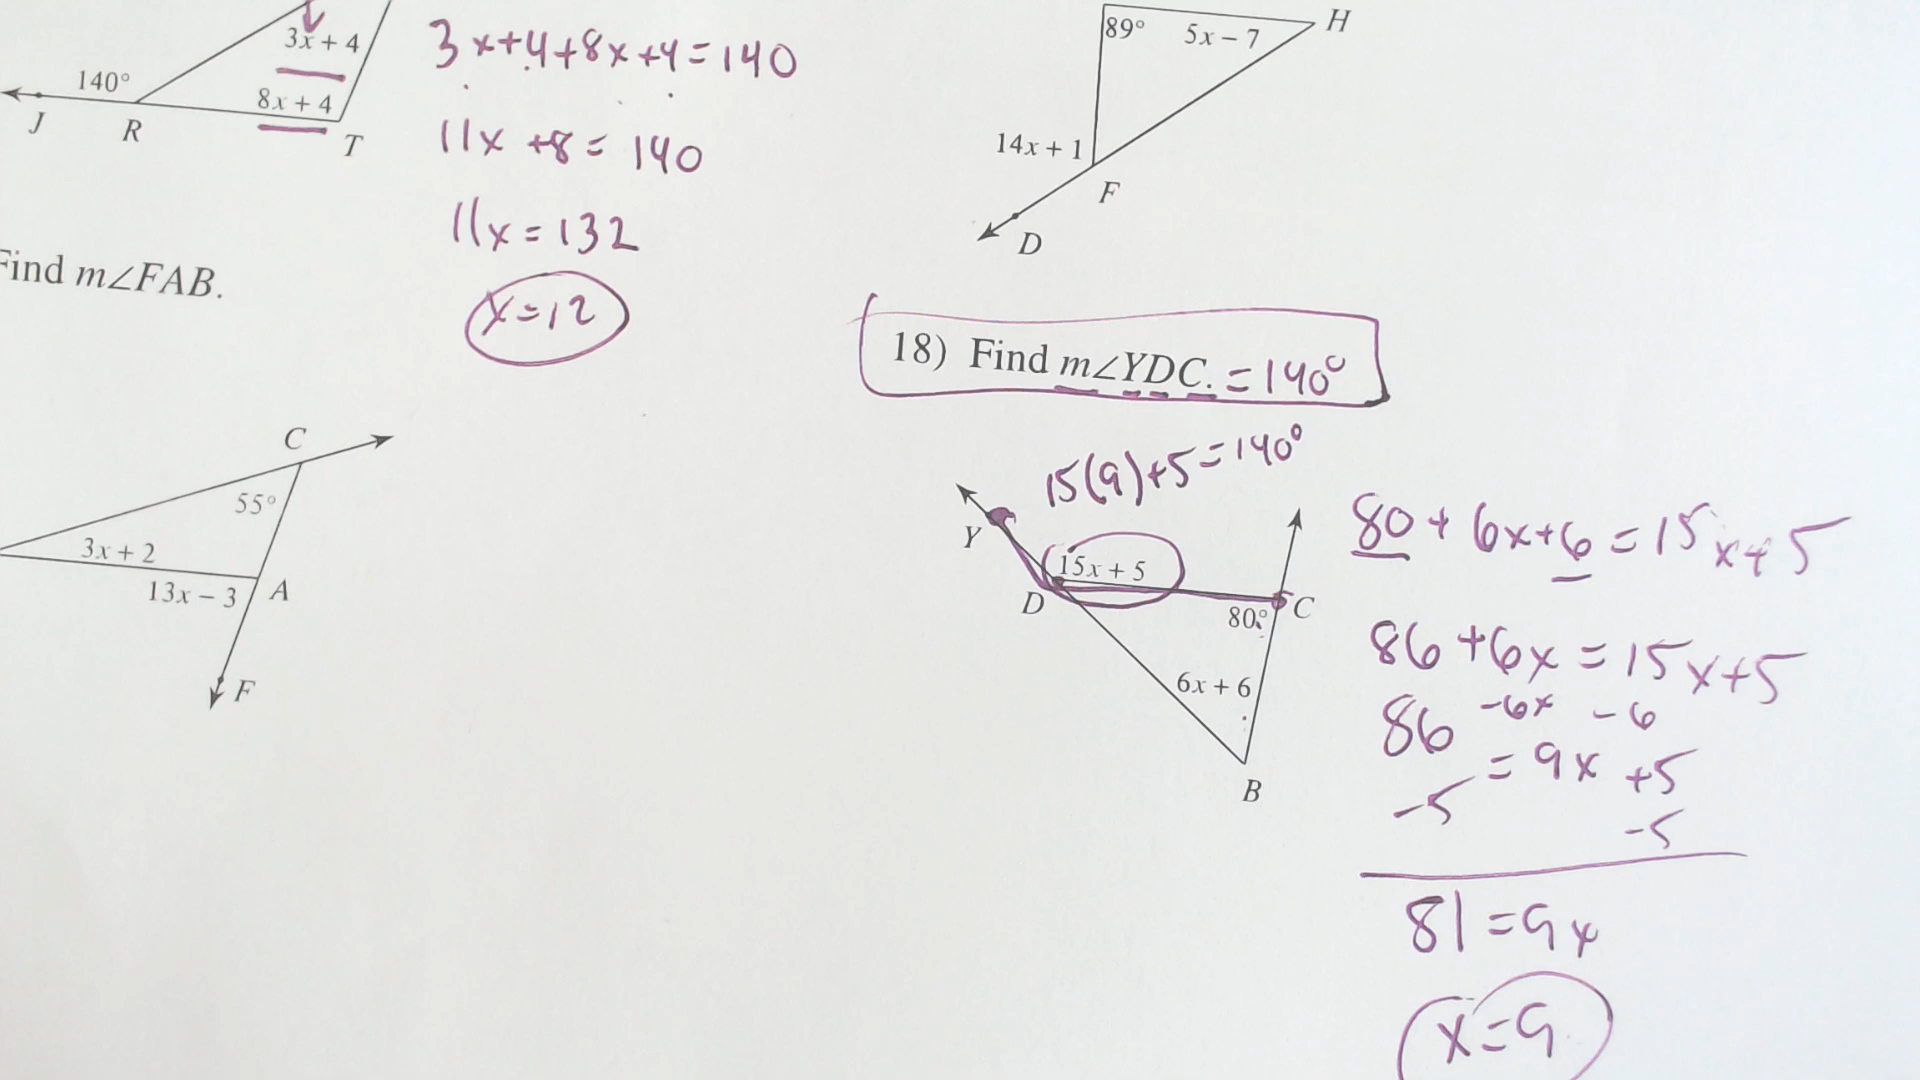 3x + 4
140°
8x + 4
J
R
T
3x+4+8x+4=140
11x+8=140
11x=132
x=12
Find m∠FAB.
C
55°
3x + 2
13x – 3
A
F
89°
5x – 7
H
14x + 1
F
D
18) Find m∠YDC. =140°
15(9)+5=140°
Y
15x + 5
D
80°
C
6x + 6
B
80+6x+6=15x+5
86+6x=15x+5
-6x -6
86=9x+5
-5 -5
81=9x
x=9